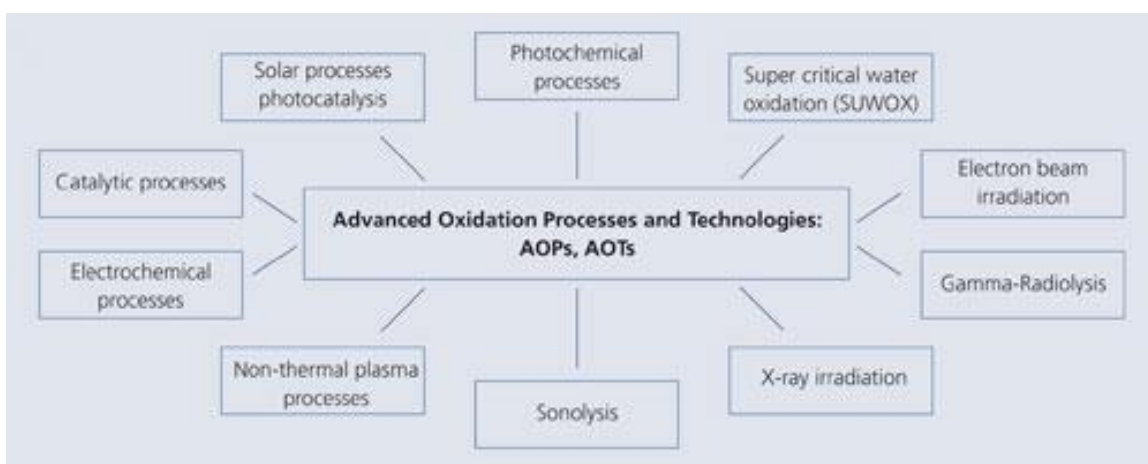 Photochemical
processes
Solar processes
photocatalysis
Super critical water
oxidation (SUWOX)
Catalytic processes
Electron beam
irradiation
Advanced Oxidation Processes and Technologies:
AOPs, AOTs
Electrochemical
processes
Gamma-Radiolysis
Non-thermal plasma
processes
Sonolysis
X-ray irradiation